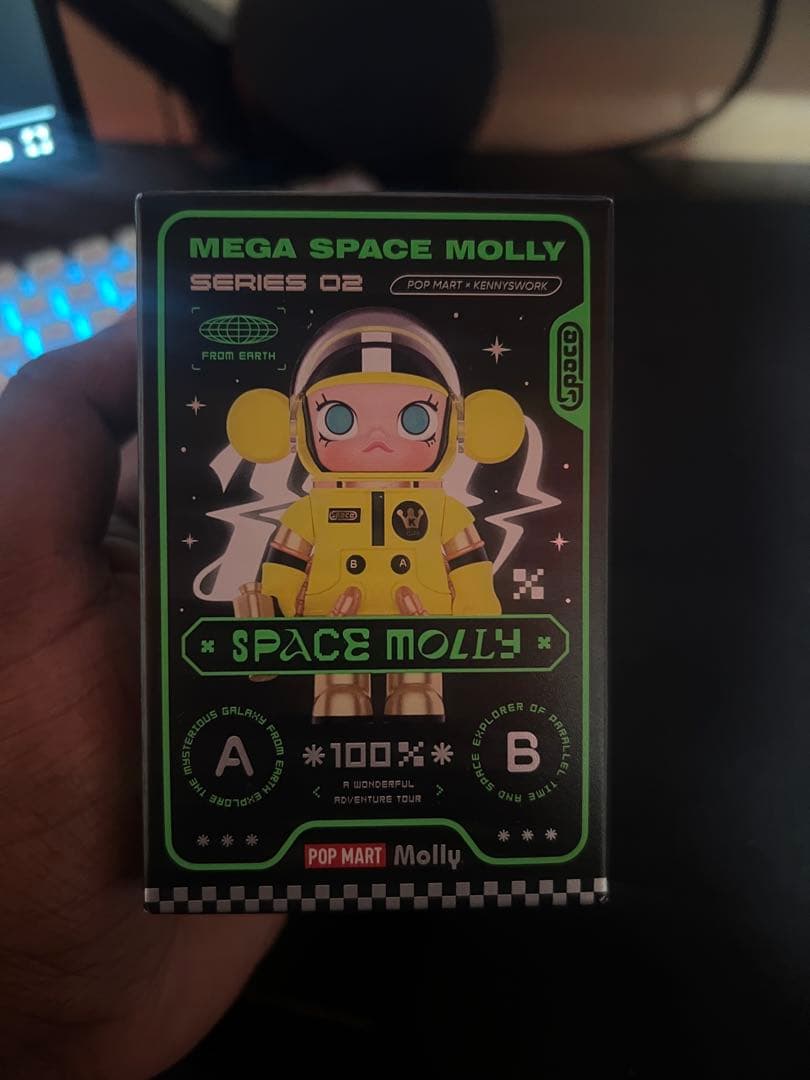 MEGA SPACE MOLLY
SERIES 02
POP MART × KENNYSWORK
FROM EARTH
space
space
K
B
A
SPACE MOLLY
THE MYSTERIOUS GALAXY FROM EARTH EXPLORE
A
100%
A WONDERFUL
ADVENTURE TOUR
SPACE EXPLORER OF PARALLEL TIME AND
B
POP MART Molly